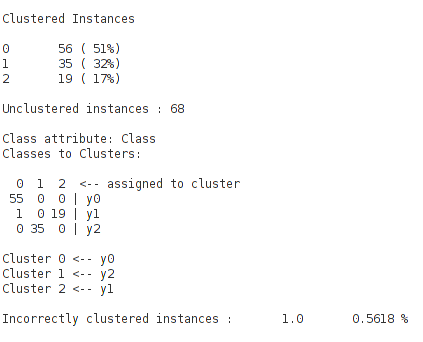 Clustered Instances
0 56 ( 51%)
1 35 ( 32%)
2 19 ( 17%)
Unclustered instances : 68
Class attribute: Class
Classes to Clusters:
0 1 2 <-- assigned to cluster
55 0 0 | y0
1 0 19 | y1
0 35 0 | y2
Cluster 0 <-- y0
Cluster 1 <-- y2
Cluster 2 <-- y1
Incorrectly clustered instances : 1.0 0.5618 %